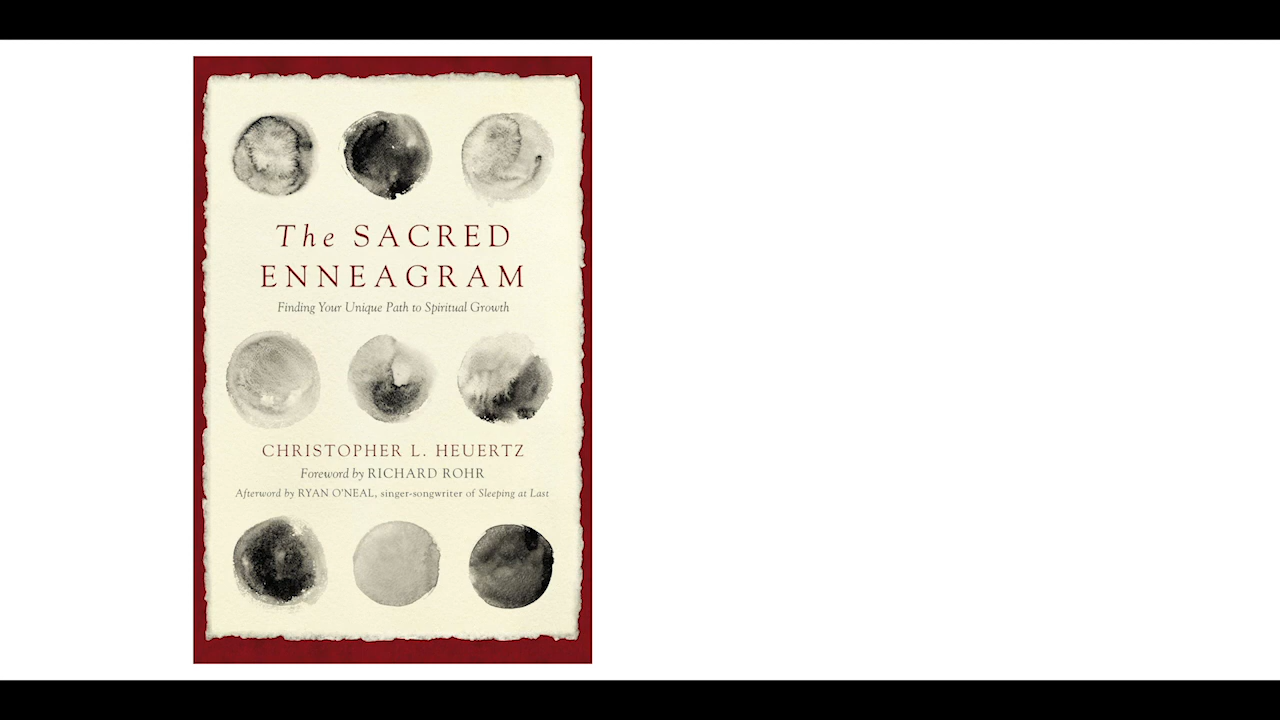 The SACRED
ENNEAGRAM
Finding Your Unique Path to Spiritual Growth
CHRISTOPHER L. HEUERTZ
Foreword by RICHARD ROHR
Afterword by RYAN O'NEAL, singer-songwriter of Sleeping at Last